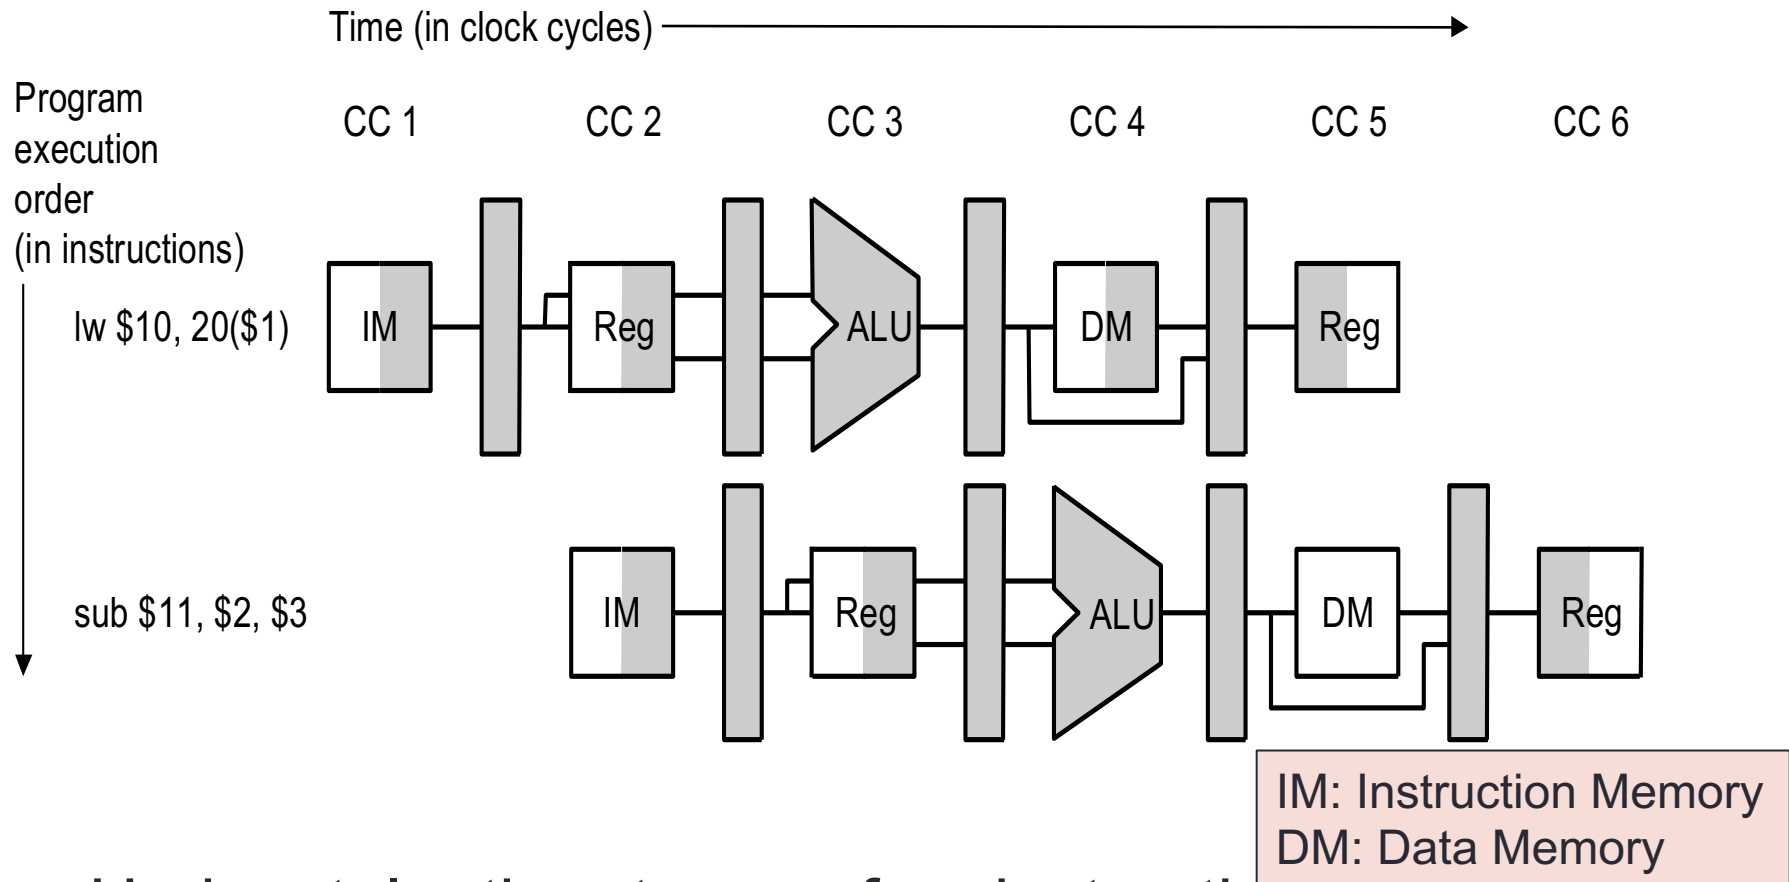 Time (in clock cycles)
Program
execution
order
(in instructions)
CC 1 CC 2 CC 3 CC 4 CC 5 CC 6
lw $10, 20($1)
IM Reg ALU DM Reg
sub $11, $2, $3
IM Reg ALU DM Reg
IM: Instruction Memory
DM: Data Memory